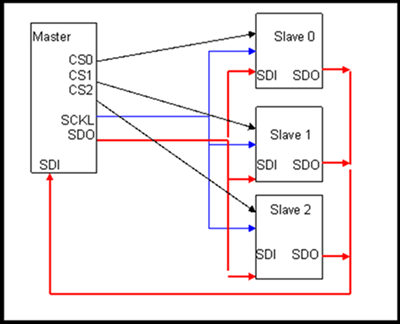 Master
CS0
CS1
CS2
SCKL
SDO
SDI
Slave 0
SDI SDO
Slave 1
SDI SDO
Slave 2
SDI SDO